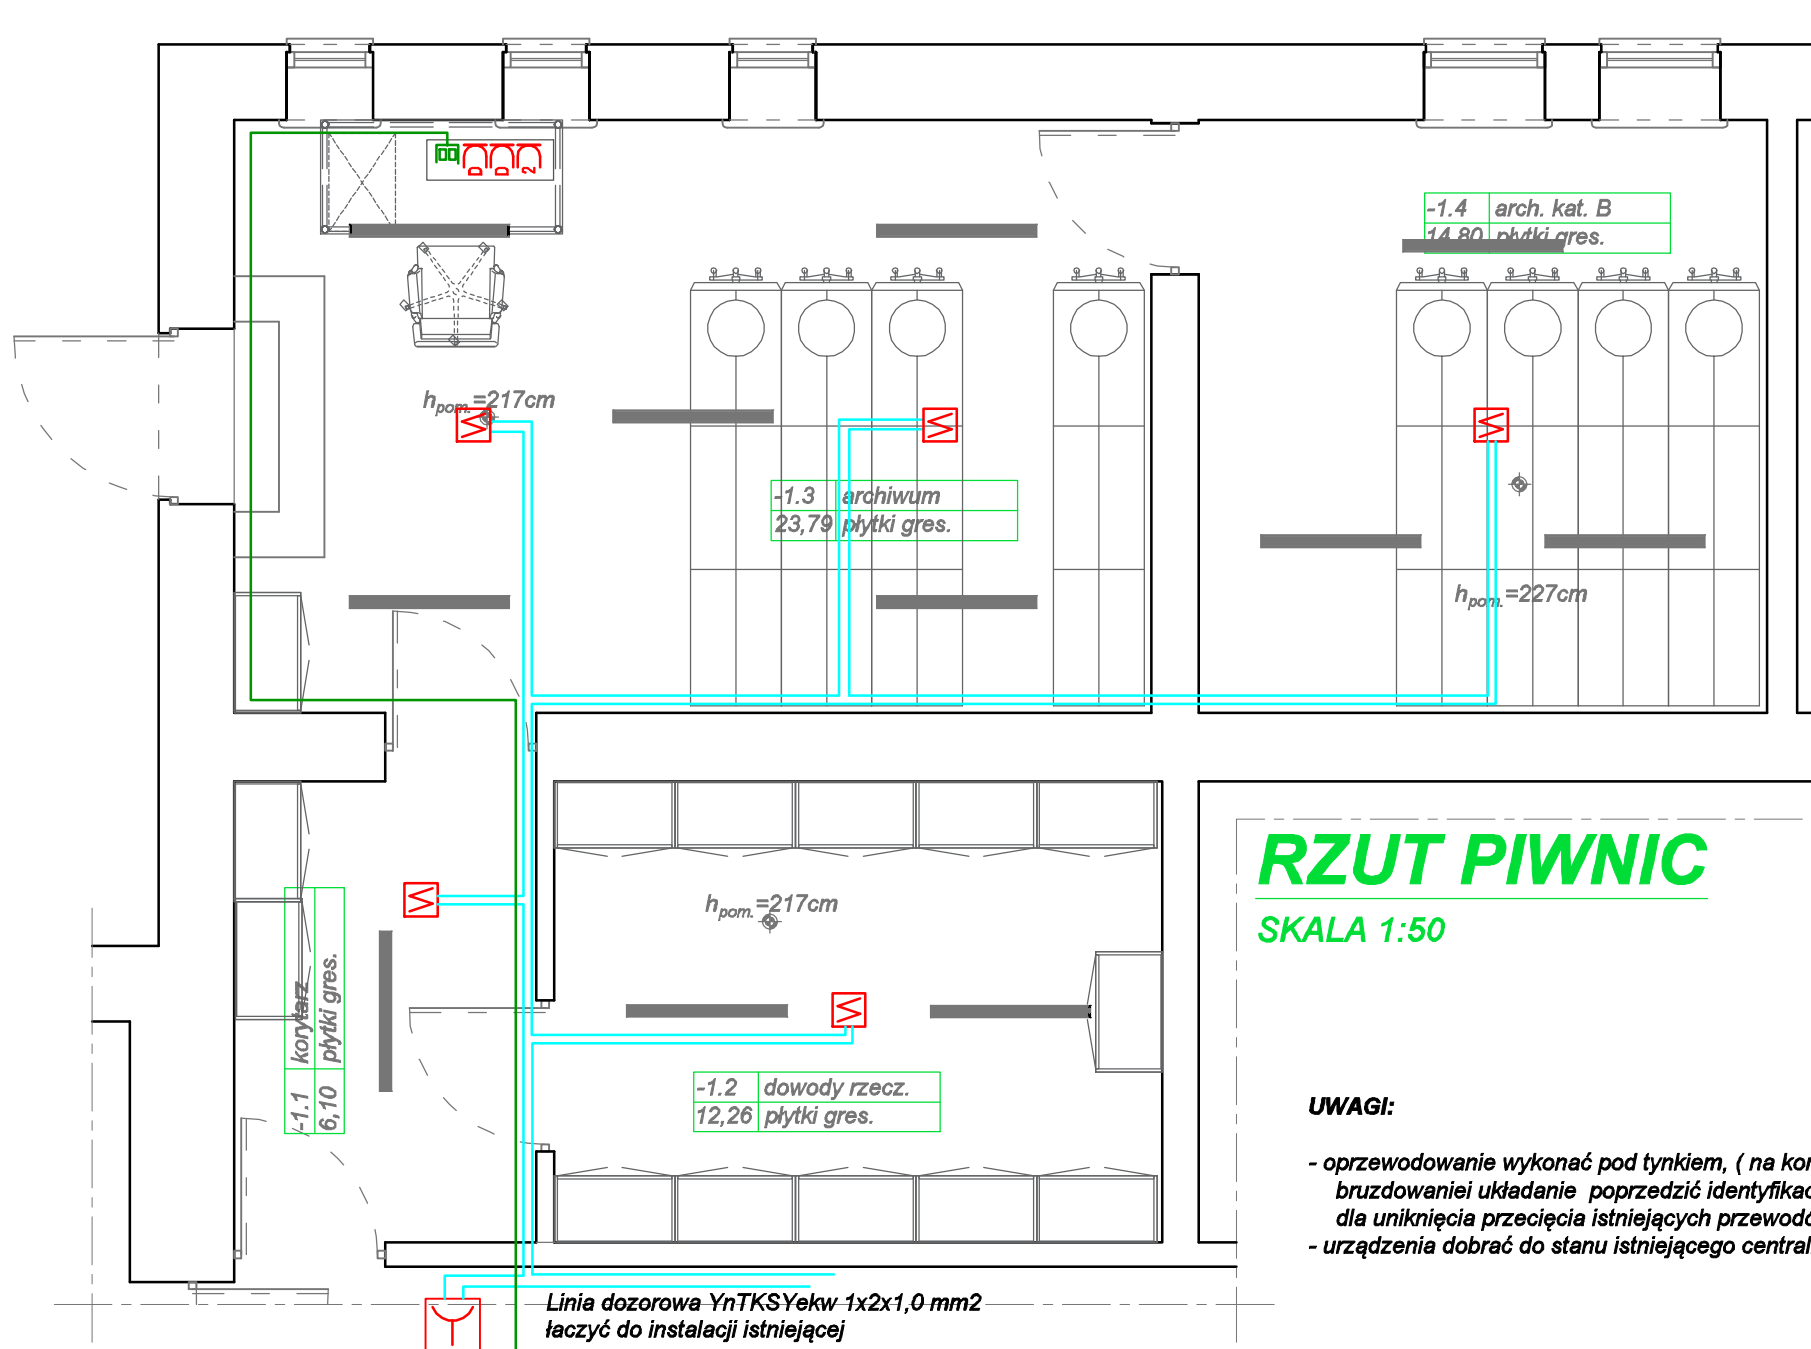 -1.4 arch. kat. B
14,80 płytki gres.
h pom.=217cm
-1.3 archiwum
23,79 płytki gres.
h pom.=227cm
RZUT PIWNIC
SKALA 1:50
h pom.=217cm
-1.1 korytarz
6,10 płytki gres.
-1.2 dowody rzecz.
12,26 płytki gres.
UWAGI:
- oprzewodowanie wykonać pod tynkiem, ( na kor
bruzdowaniei układanie poprzedzić identyfikac
dla uniknięcia przecięcia istniejących przewodó
- urządzenia dobrać do stanu istniejącego central
Linia dozorowa YnTKSYekw 1x2x1,0 mm2
łaczyć do instalacji istniejącej